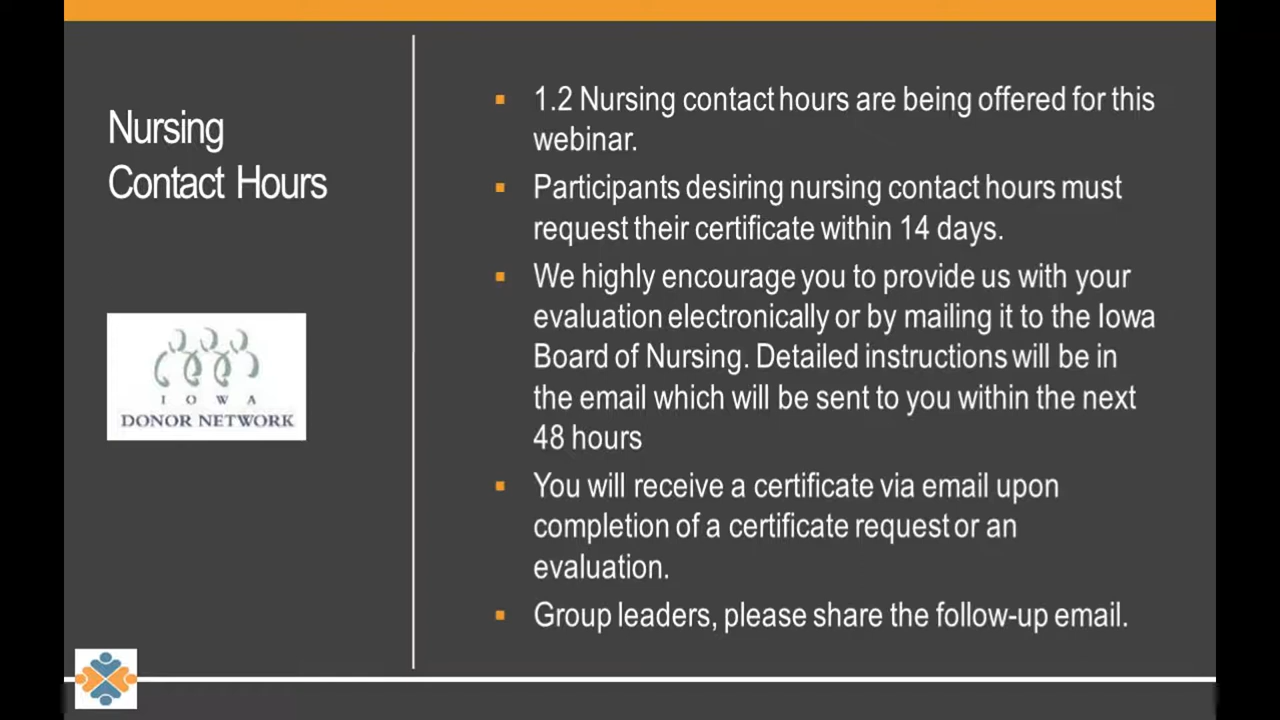 Nursing
Contact Hours
I O W A
DONOR NETWORK
1.2 Nursing contact hours are being offered for this
webinar.
Participants desiring nursing contact hours must
request their certificate within 14 days.
We highly encourage you to provide us with your
evaluation electronically or by mailing it to the Iowa
Board of Nursing. Detailed instructions will be in
the email which will be sent to you within the next
48 hours
You will receive a certificate via email upon
completion of a certificate request or an
evaluation.
Group leaders, please share the follow-up email.